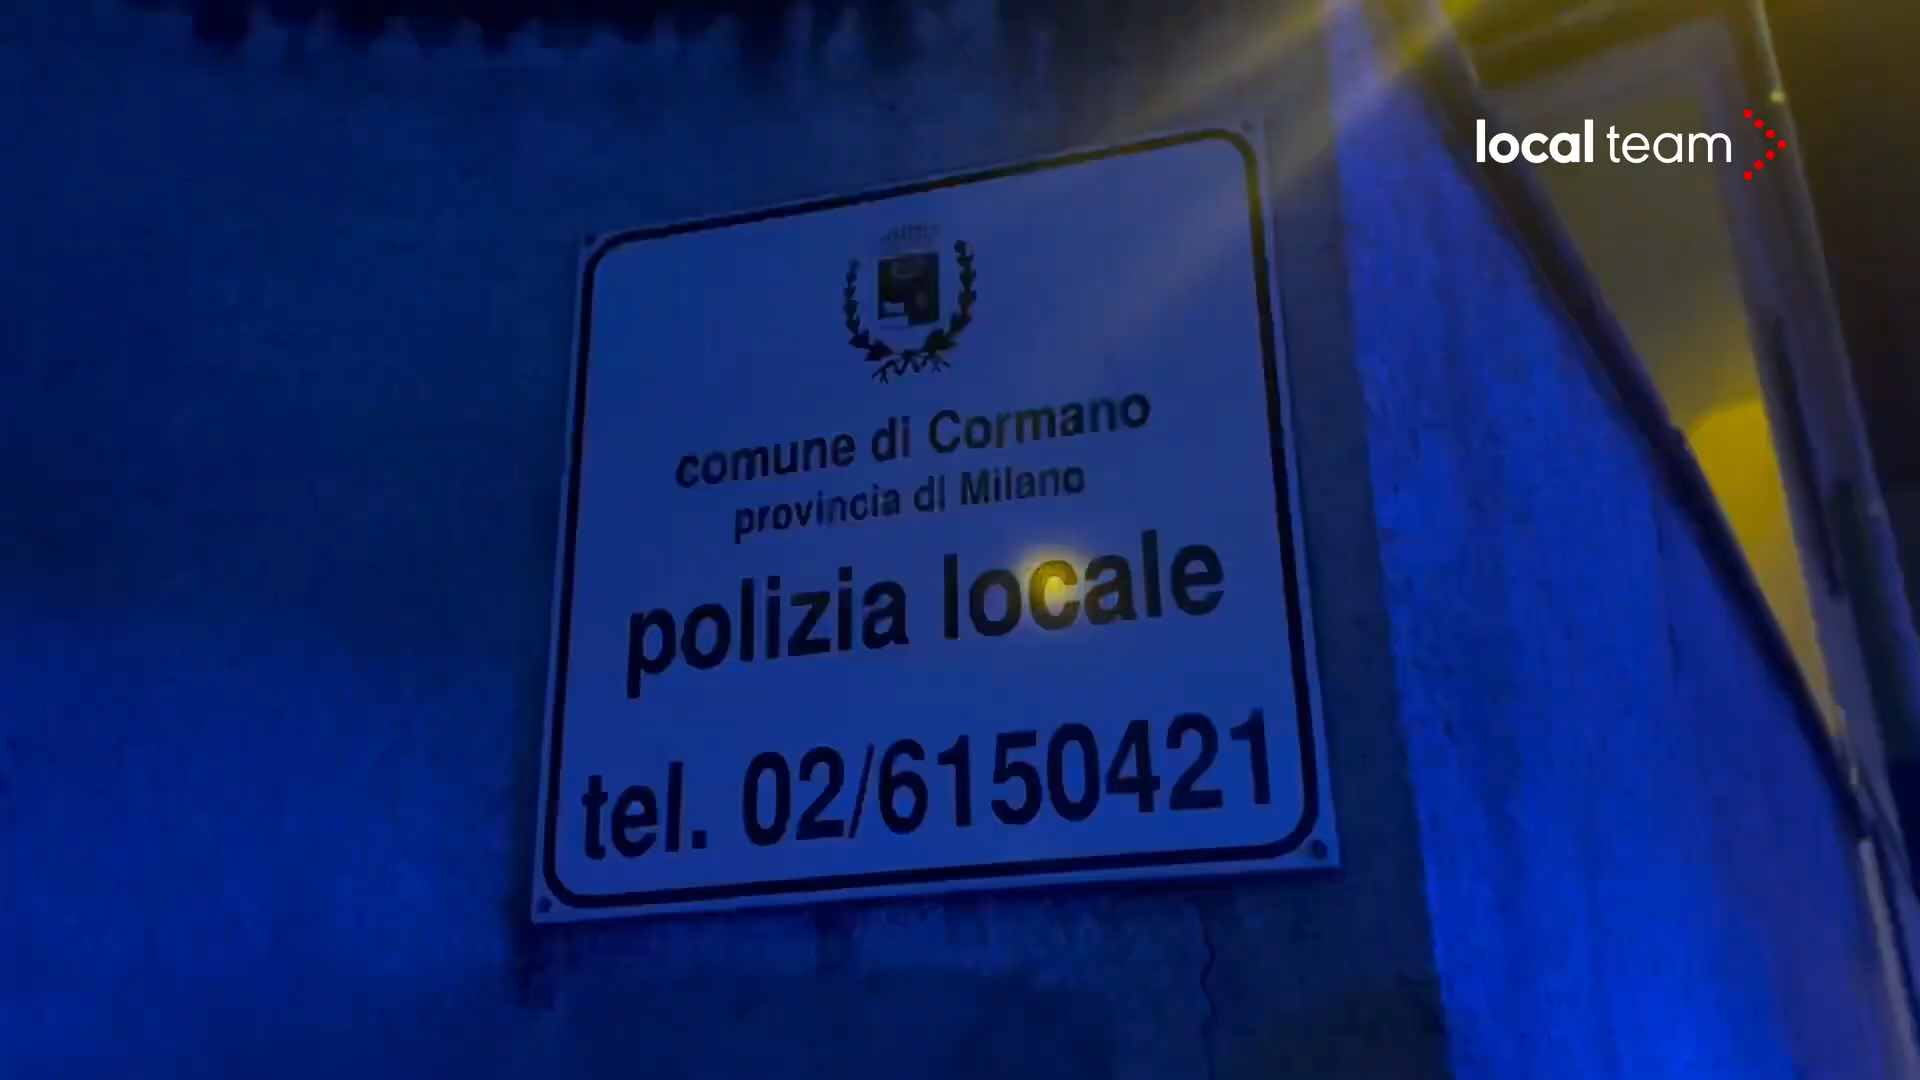 local team
comune di Cormano
provincia di Milano
polizia locale
tel. 02/6150421